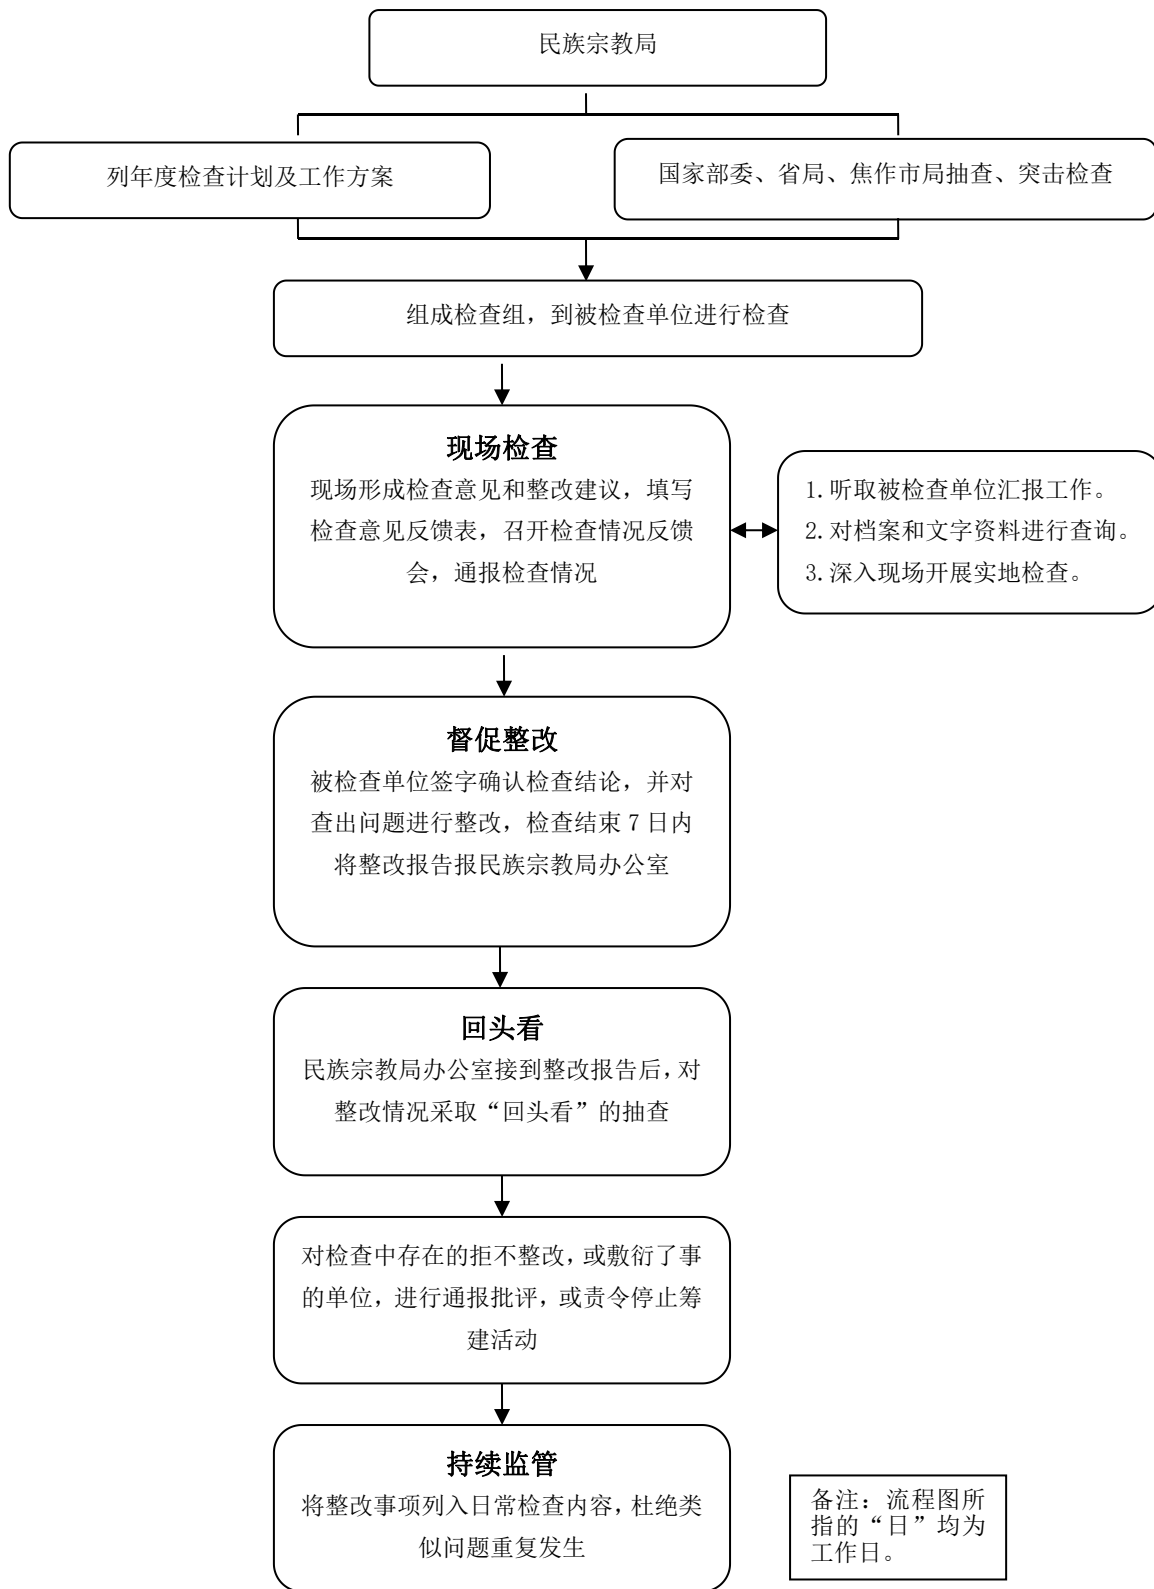 民族宗教局
列年度检查计划及工作方案
国家部委、省局、焦作市局抽查、突击检查
组成检查组，到被检查单位进行检查
现场检查
现场形成检查意见和整改建议，填写
检查意见反馈表，召开检查情况反馈
会，通报检查情况
1.听取被检查单位汇报工作。
2.对档案和文字资料进行查询。
3.深入现场开展实地检查。
督促整改
被检查单位签字确认检查结论，并对
查出问题进行整改，检查结束 7 日内
将整改报告报民族宗教局办公室
回头看
民族宗教局办公室接到整改报告后，对
整改情况采取“回头看”的抽查
对检查中存在的拒不整改，或敷衍了事
的单位，进行通报批评，或责令停止筹
建活动
持续监管
将整改事项列入日常检查内容，杜绝类
似问题重复发生
备注：流程图所
指的“日”均为
工作日。